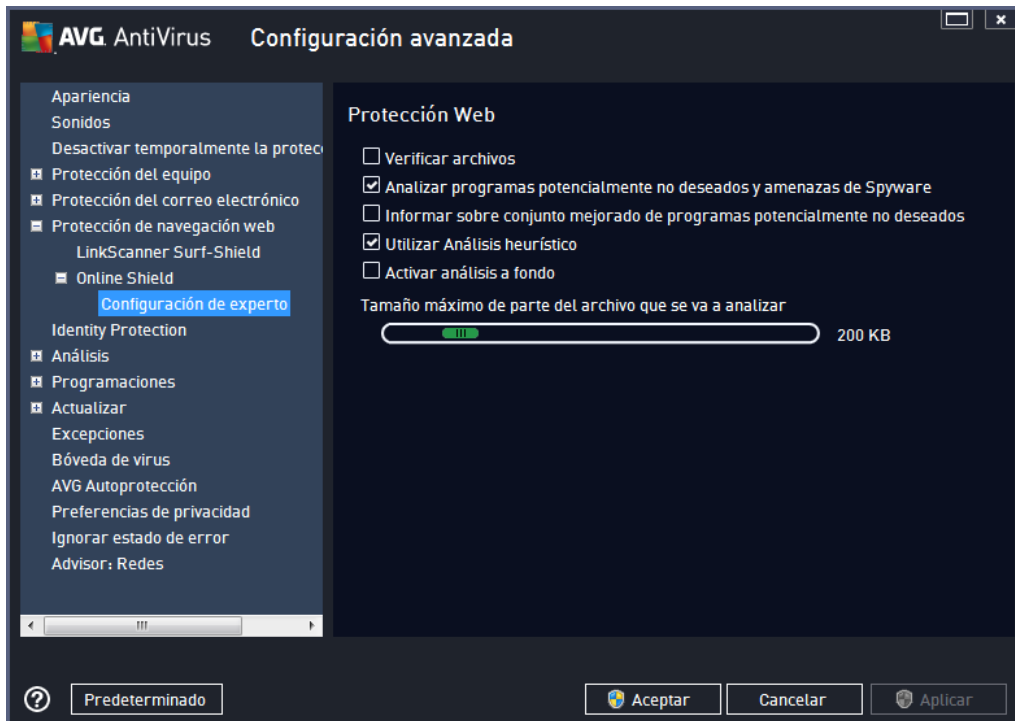 AVG. AntiVirus Configuración avanzada
Apariencia
Sonidos
Desactivar temporalmente la protec
Protección del equipo
Protección del correo electrónico
Protección de navegación web
LinkScanner Surf-Shield
Online Shield
Configuración de experto
Identity Protection
Análisis
Programaciones
Actualizar
Excepciones
Bóveda de virus
AVG Autoprotección
Preferencias de privacidad
Ignorar estado de error
Advisor: Redes
Protección Web
Verificar archivos
Analizar programas potencialmente no deseados y amenazas de Spyware
Informar sobre conjunto mejorado de programas potencialmente no deseados
Utilizar Análisis heurístico
Activar análisis a fondo
Tamaño máximo de parte del archivo que se va a analizar
200 KB
? Predeterminado Aceptar Cancelar Aplicar